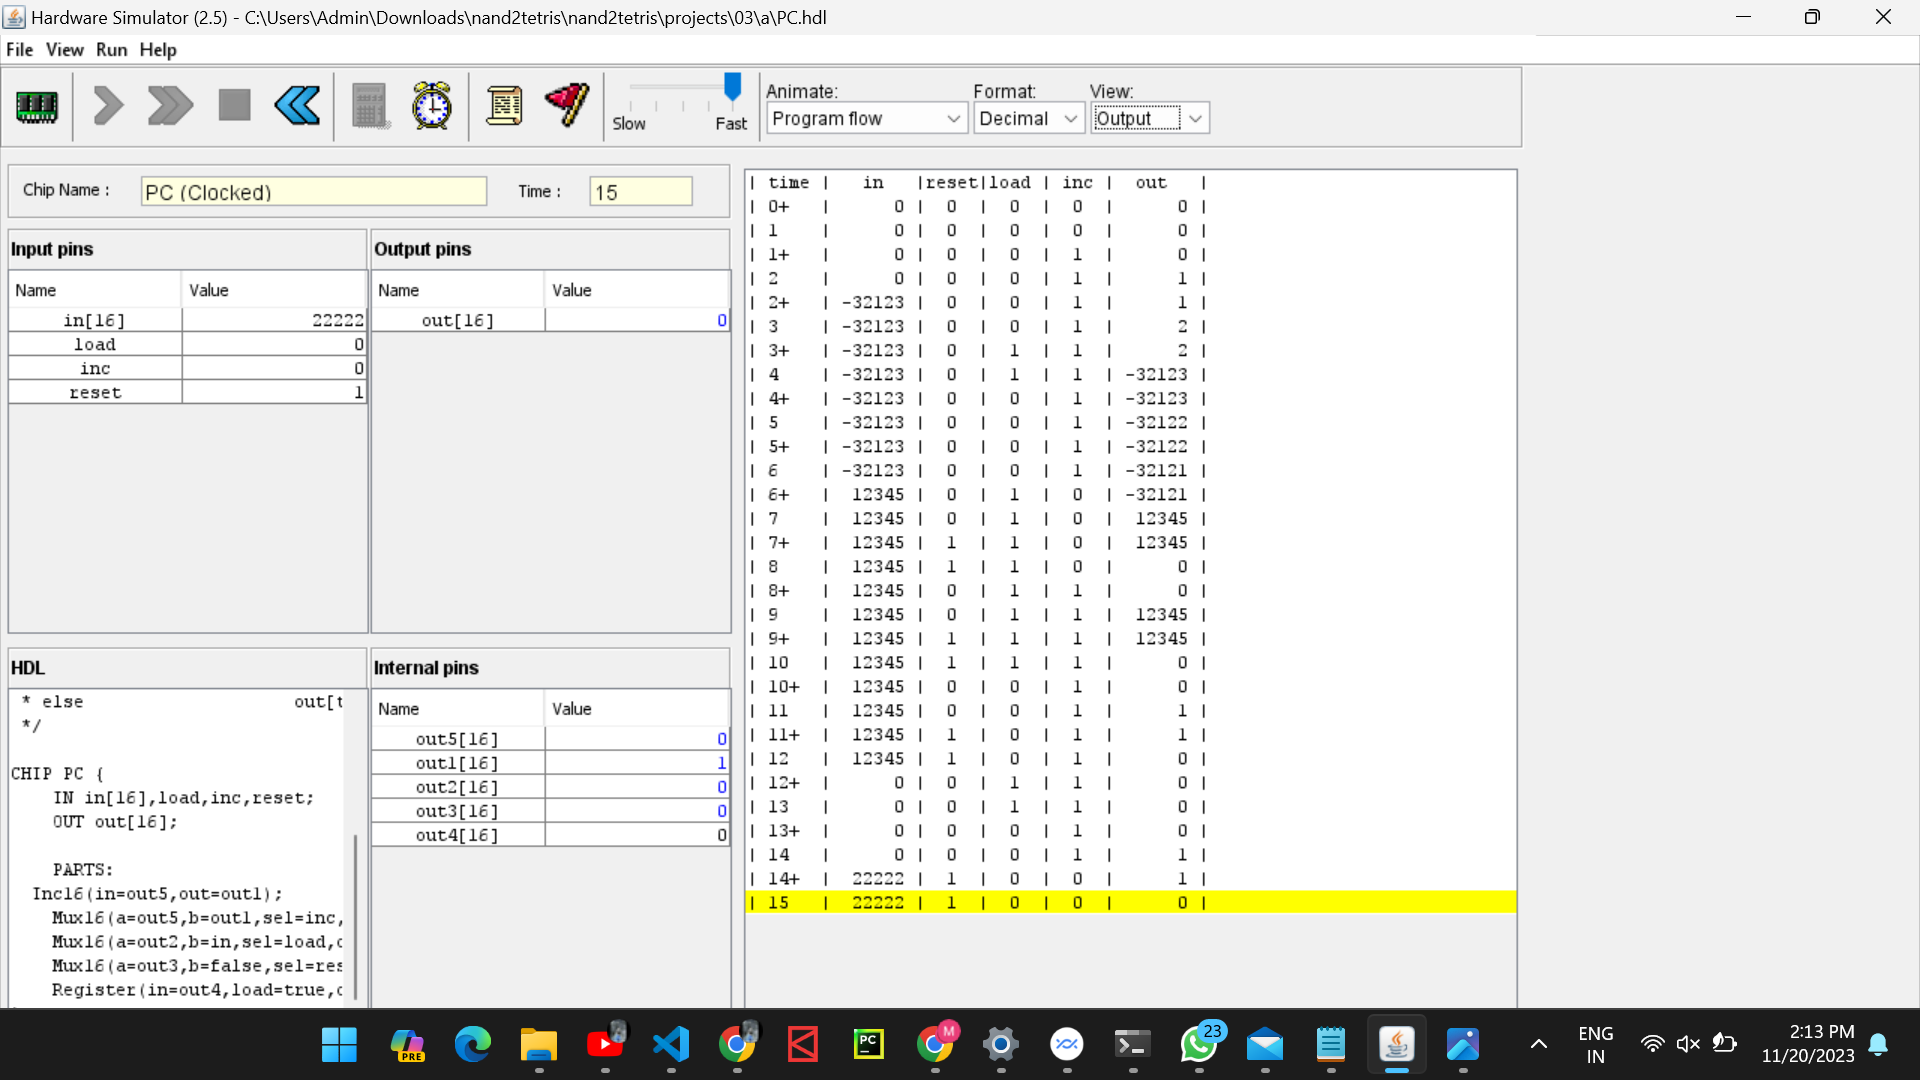 Hardware Simulator (2.5) - C:\Users\Admin\Downloads\nand2tetris\nand2tetris\projects\03\a\PC.hdl
File View Run Help
Slow Fast
Animate: Format: View:
Program flow Decimal Output
Chip Name : PC (Clocked) Time : 15
Input pins
Name Value
in[16] 22222
load 0
inc 0
reset 1
Output pins
Name Value
out[16] 0
HDL
* else out[t
*/
CHIP PC {
IN in[16],load,inc,reset;
OUT out[16];
PARTS:
Inc16(in=out5,out=out1);
Mux16(a=out5,b=out1,sel=inc,
Mux16(a=out2,b=in,sel=load,c
Mux16(a=out3,b=false,sel=res
Register(in=out4,load=true,c
Internal pins
Name Value
out5[16] 0
out1[16] 1
out2[16] 0
out3[16] 0
out4[16] 0
| time | in |reset|load | inc | out |
| 0+ | 0 | 0 | 0 | 0 | 0 |
| 1 | 0 | 0 | 0 | 0 | 0 |
| 1+ | 0 | 0 | 0 | 1 | 0 |
| 2 | 0 | 0 | 0 | 1 | 1 |
| 2+ | -32123 | 0 | 0 | 1 | 1 |
| 3 | -32123 | 0 | 0 | 1 | 2 |
| 3+ | -32123 | 0 | 1 | 1 | 2 |
| 4 | -32123 | 0 | 1 | 1 | -32123 |
| 4+ | -32123 | 0 | 0 | 1 | -32123 |
| 5 | -32123 | 0 | 0 | 1 | -32122 |
| 5+ | -32123 | 0 | 0 | 1 | -32122 |
| 6 | -32123 | 0 | 0 | 1 | -32121 |
| 6+ | 12345 | 0 | 1 | 0 | -32121 |
| 7 | 12345 | 0 | 1 | 0 | 12345 |
| 7+ | 12345 | 1 | 1 | 0 | 12345 |
| 8 | 12345 | 1 | 1 | 0 | 0 |
| 8+ | 12345 | 0 | 1 | 1 | 0 |
| 9 | 12345 | 0 | 1 | 1 | 12345 |
| 9+ | 12345 | 1 | 1 | 1 | 12345 |
| 10 | 12345 | 1 | 1 | 1 | 0 |
| 10+ | 12345 | 0 | 0 | 1 | 0 |
| 11 | 12345 | 0 | 0 | 1 | 1 |
| 11+ | 12345 | 1 | 0 | 1 | 1 |
| 12 | 12345 | 1 | 0 | 1 | 0 |
| 12+ | 0 | 0 | 1 | 1 | 0 |
| 13 | 0 | 0 | 1 | 1 | 0 |
| 13+ | 0 | 0 | 0 | 1 | 0 |
| 14 | 0 | 0 | 0 | 1 | 1 |
| 14+ | 22222 | 1 | 0 | 0 | 1 |
| 15 | 22222 | 1 | 0 | 0 | 0 |
PRE
PC
M
23
ENG
IN
2:13 PM
11/20/2023